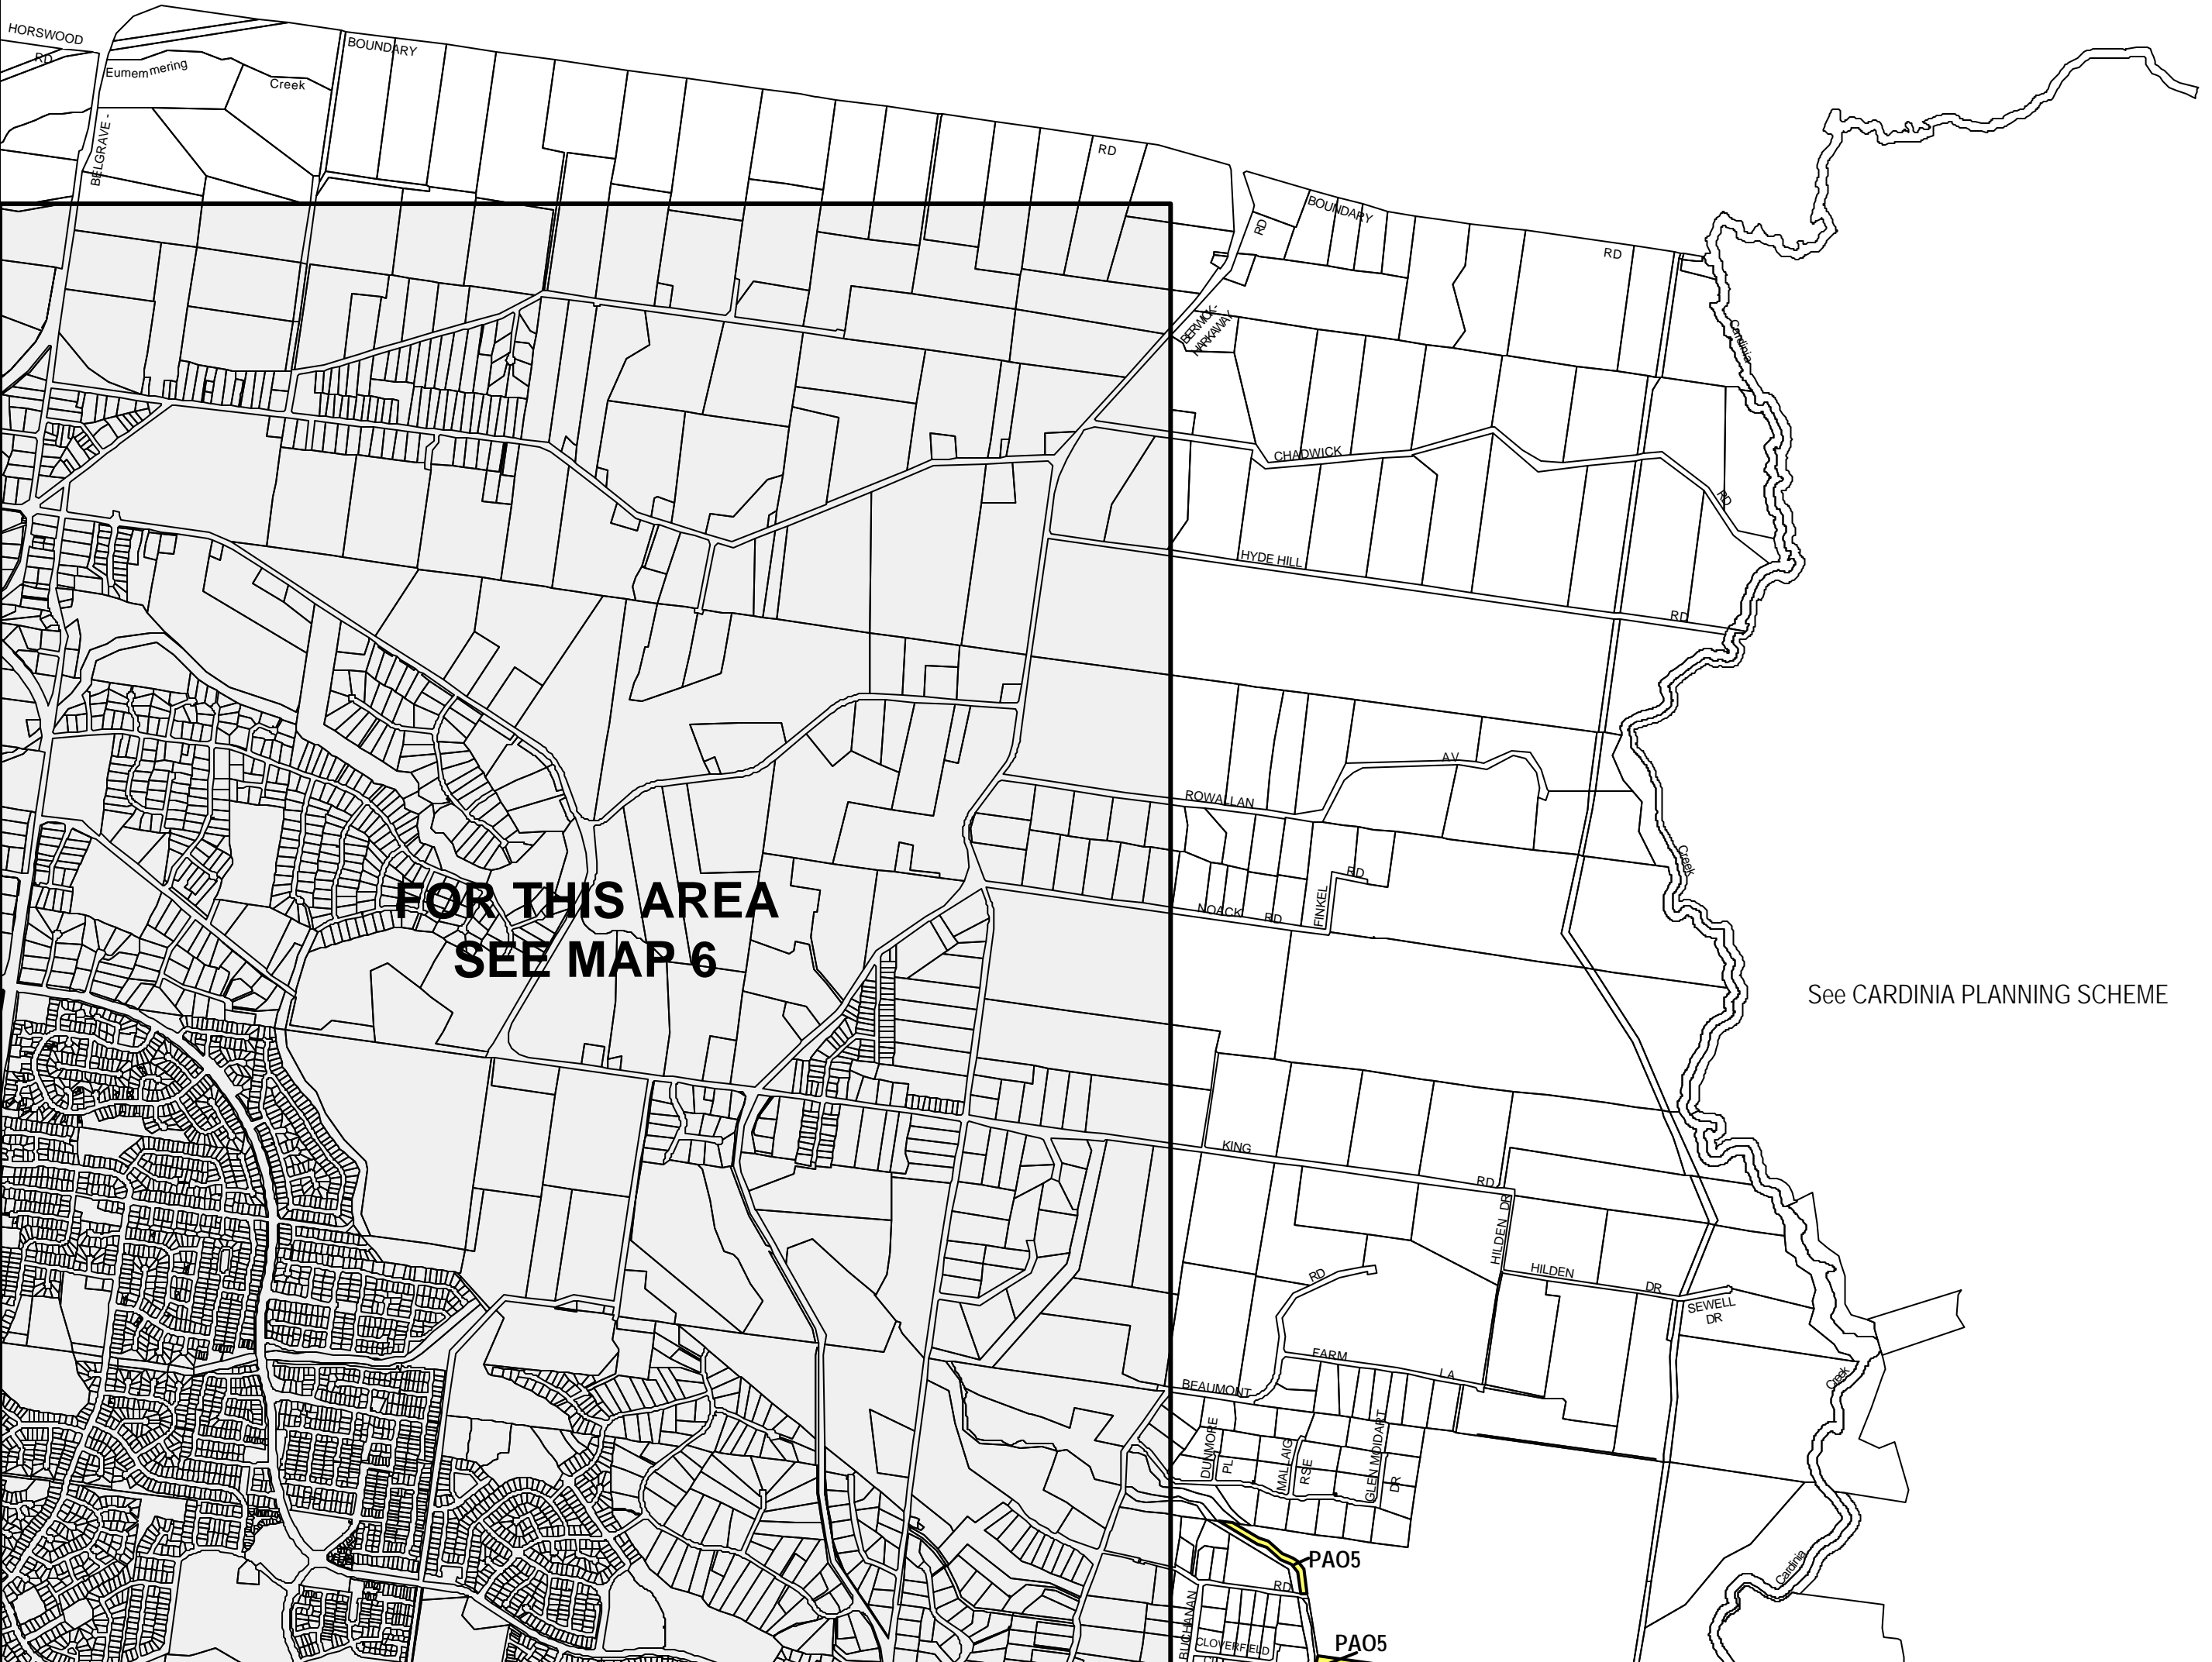 HORSWOOD
RD
Eumemmering
Creek
BELGRAVE -
BOUNDARY
RD
BOUNDARY
RD
RD
BERWICK-
HARKAWAY
Cardinia
CHADWICK
RD
HYDE HILL
RD
AV
ROWALLAN
Creek
RD
FINKEL
NOACK RD
FOR THIS AREA
SEE MAP 6
See CARDINIA PLANNING SCHEME
KING
RD
HILDEN DR
HILDEN
DR
SEWELL
DR
RD
FARM
LA
BEAUMONT
Creek
DUNMORE
PL
MALLAIG
RSE
GLEN MOIDART
DR
PAO5
RD
Cardinia
BUCHANAN
CLOVERFIELD
PAO5